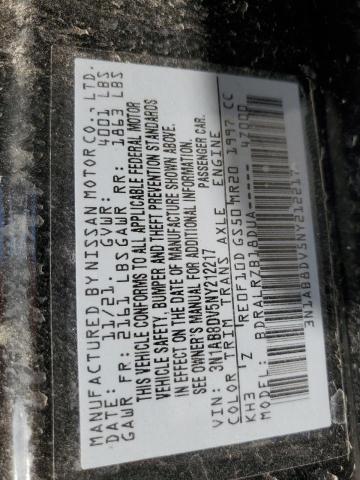 MANUFACTURED BY NISSAN MOTOR CO., LTD.
DATE: 11/21. 4001 LBS
GAWR FR: 2161 LBS GAWR RR: 1863 LBS
THIS VEHICLE CONFORMS TO ALL APPLICABLE FEDERAL MOTOR
VEHICLE SAFETY, BUMPER AND THEFT PREVENTION STANDARDS
IN EFFECT ON THE DATE OF MANUFACTURE SHOWN ABOVE.
SEE OWNER'S MANUAL FOR ADDITIONAL INFORMATION.
VIN: 3N1AB8DV5NY212217 PASSENGER CAR.
COLOR TRIM TRANS AXLE ENGINE
KH3 Z RE0F10D GS50 MR20 1997 CC
MODEL BDRALRZB18DUA----- 47000
3N1AB8DV5NY212217